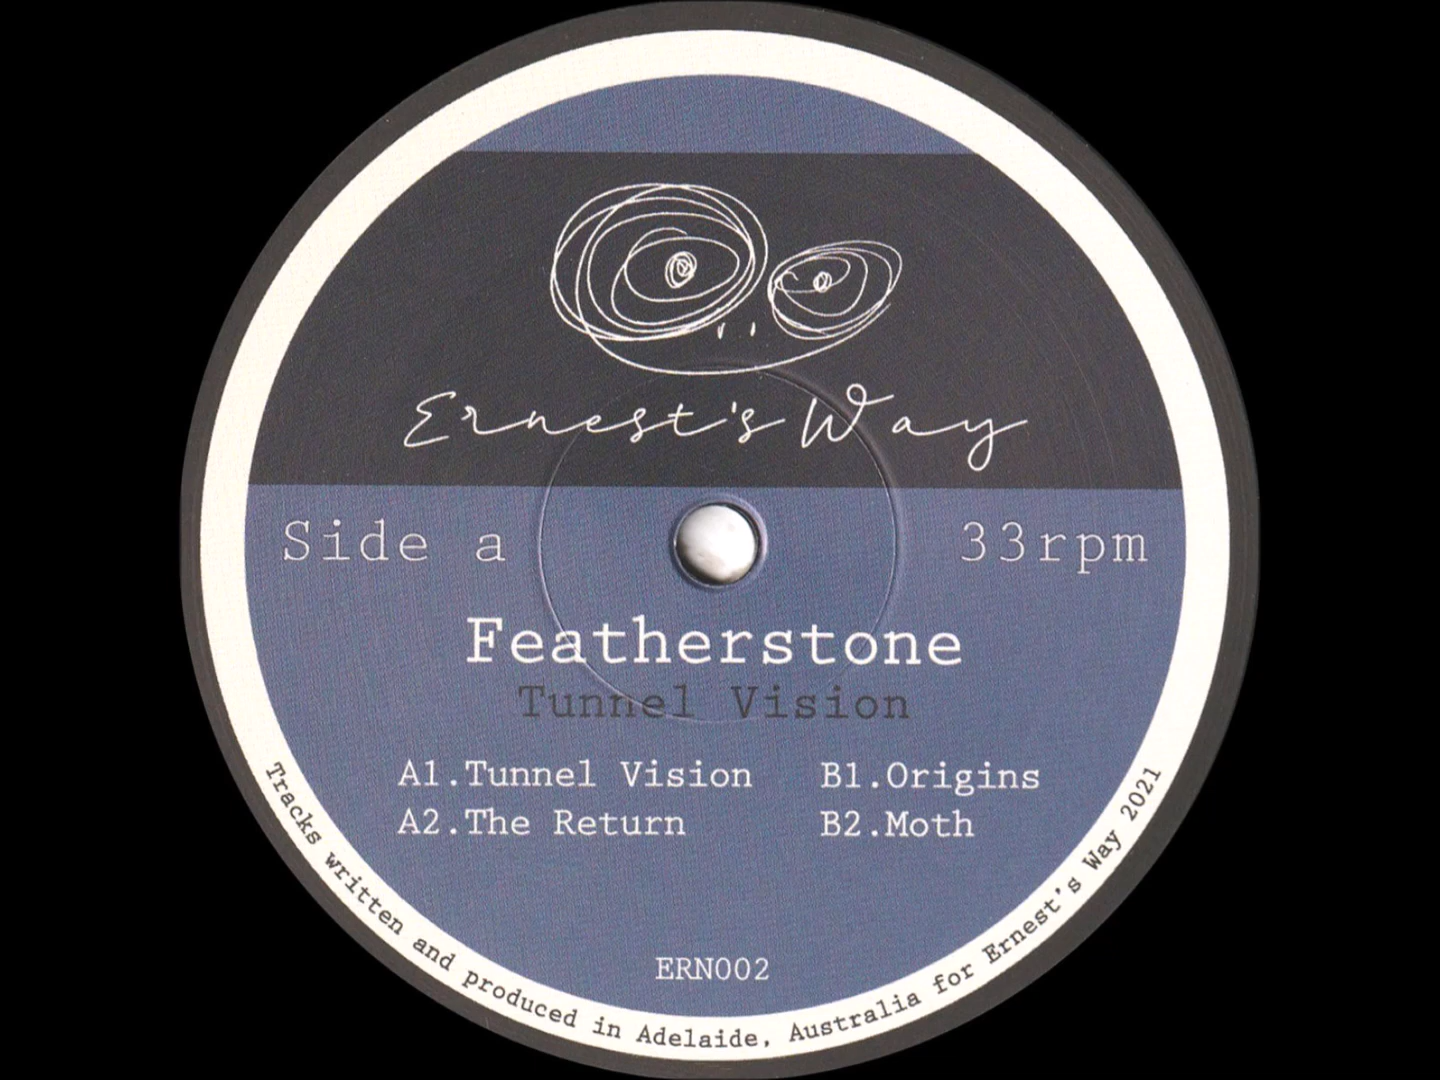 Ernest's Way
Side a
33rpm
Featherstone
Tunnel Vision
A1.Tunnel Vision
B1.Origins
A2.The Return
B2.Moth
ERN002
Tracks written and produced in Adelaide, Australia for Ernest's Way 2021